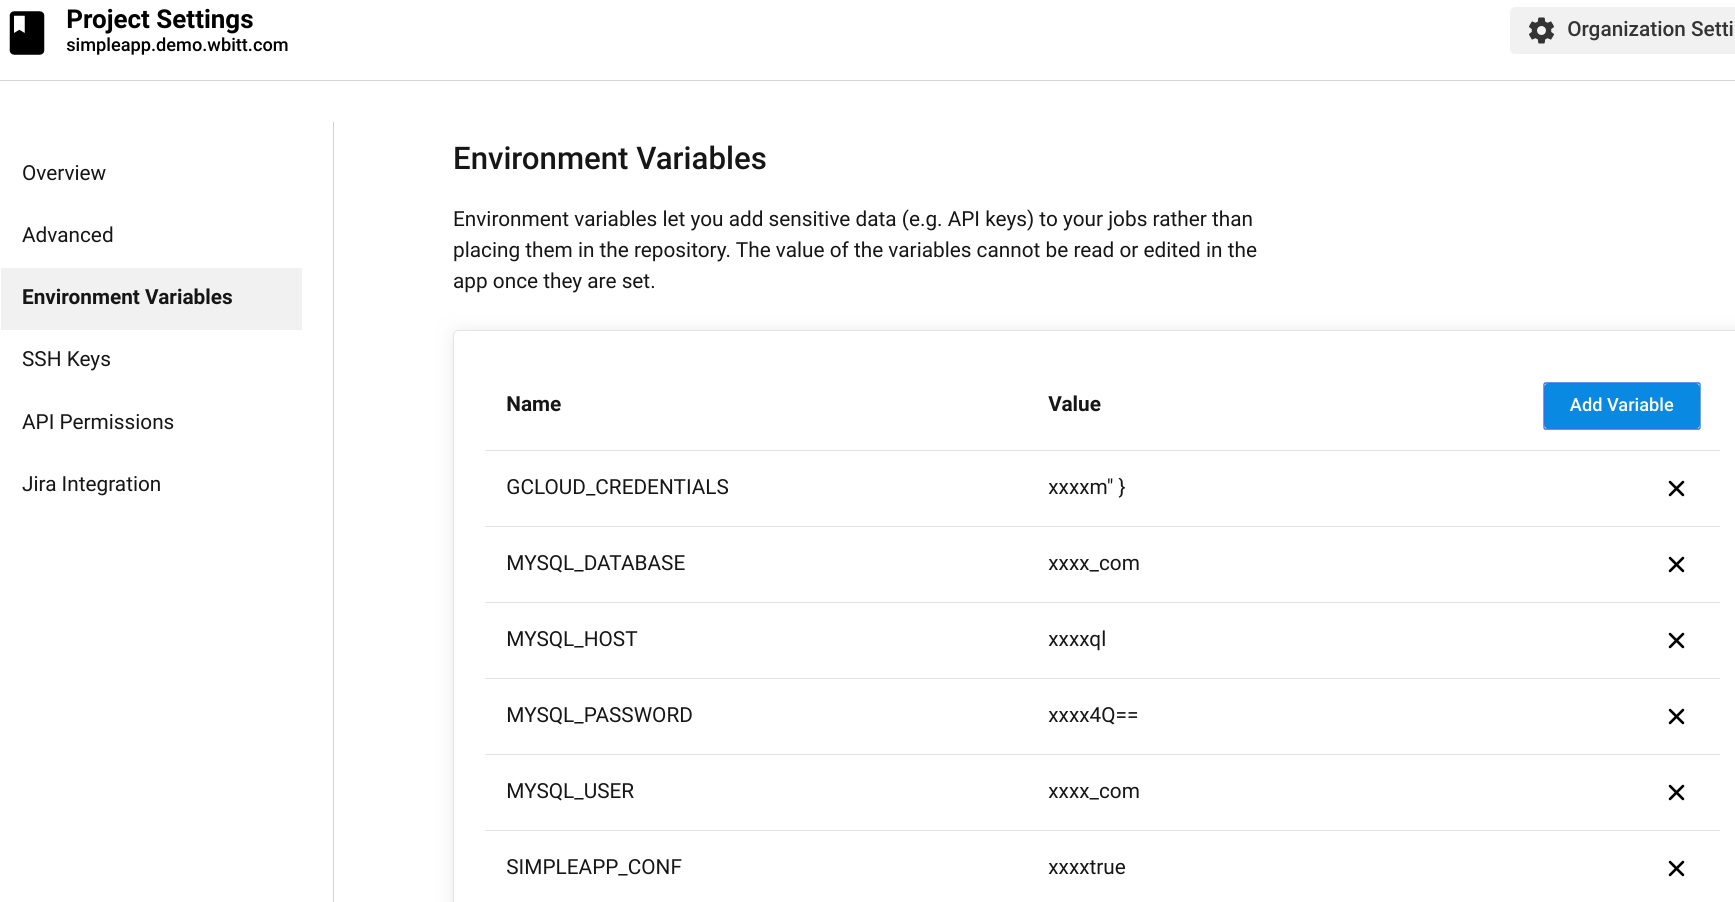 Project Settings
simpleapp.demo.wbitt.com
Organization Setti
Overview
Advanced
Environment Variables
SSH Keys
API Permissions
Jira Integration
Environment Variables
Environment variables let you add sensitive data (e.g. API keys) to your jobs rather than
placing them in the repository. The value of the variables cannot be read or edited in the
app once they are set.
Name Value Add Variable
GCLOUD_CREDENTIALS xxxxm" }
MYSQL_DATABASE xxxx_com
MYSQL_HOST xxxxql
MYSQL_PASSWORD xxxx4Q==
MYSQL_USER xxxx_com
SIMPLEAPP_CONF xxxxtrue